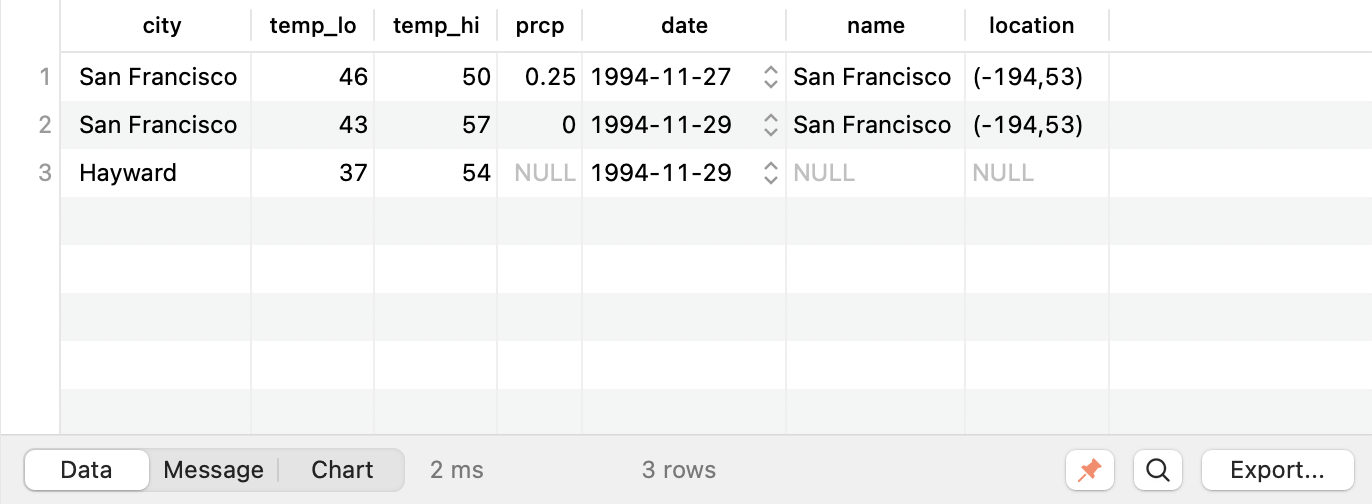 city temp_lo temp_hi prcp date name location
1 San Francisco 46 50 0.25 1994-11-27 San Francisco (-194,53)
2 San Francisco 43 57 0 1994-11-29 San Francisco (-194,53)
3 Hayward 37 54 NULL 1994-11-29 NULL NULL
Data Message Chart 2 ms 3 rows Export...